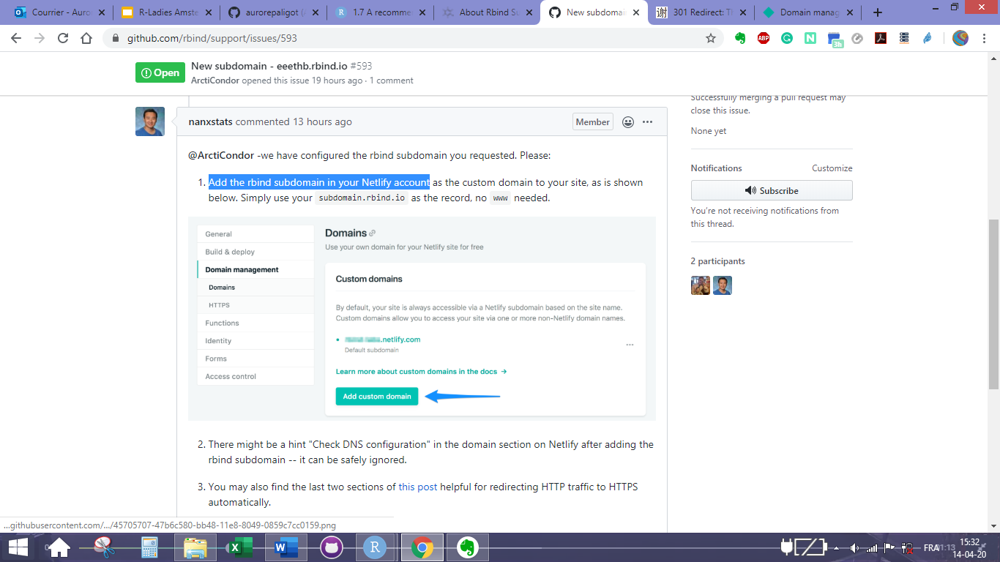 Courrier - Auro
R-Ladies Amste
aurorepaligot (A
1.7 A recomme
About Rbind Su
New subdomai
301 Redirect: Th
Domain manag
github.com/rbind/support/issues/593
ABP
3h
Open
New subdomain - eeethb.rbind.io #593
ArctiCondor opened this issue 19 hours ago · 1 comment
Successfully merging a pull request may
close this issue.
None yet
Notifications
Customize
Subscribe
You're not receiving notifications from
this thread.
2 participants
nanxstats commented 13 hours ago
Member
@ArctiCondor -we have configured the rbind subdomain you requested. Please:
1. Add the rbind subdomain in your Netlify account as the custom domain to your site, as is shown
below. Simply use your subdomain.rbind.io as the record, no www needed.
General
Build & deploy
Domain management
Domains
HTTPS
Functions
Identity
Forms
Access control
Domains
Use your own domain for your Netlify site for free
Custom domains
By default, your site is always accessible via a Netlify subdomain based on the site name.
Custom domains allow you to access your site via one or more non-Netlify domain names.
.netlify.com
Default subdomain
Learn more about custom domains in the docs →
Add custom domain
2. There might be a hint "Check DNS configuration" in the domain section on Netlify after adding the
rbind subdomain -- it can be safely ignored.
3. You may also find the last two sections of this post helpful for redirecting HTTP traffic to HTTPS
automatically.
...githubusercontent.com/.../45705707-47b6c580-bb48-11e8-8049-0859c7cc0159.png
FRA
15:32
14-04-20